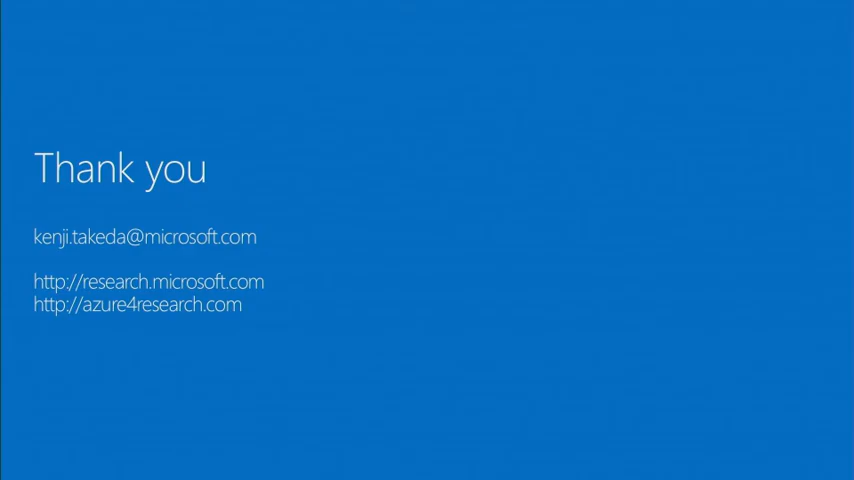 Thank you
kenji.takeda@microsoft.com
http://research.microsoft.com
http://azure4research.com